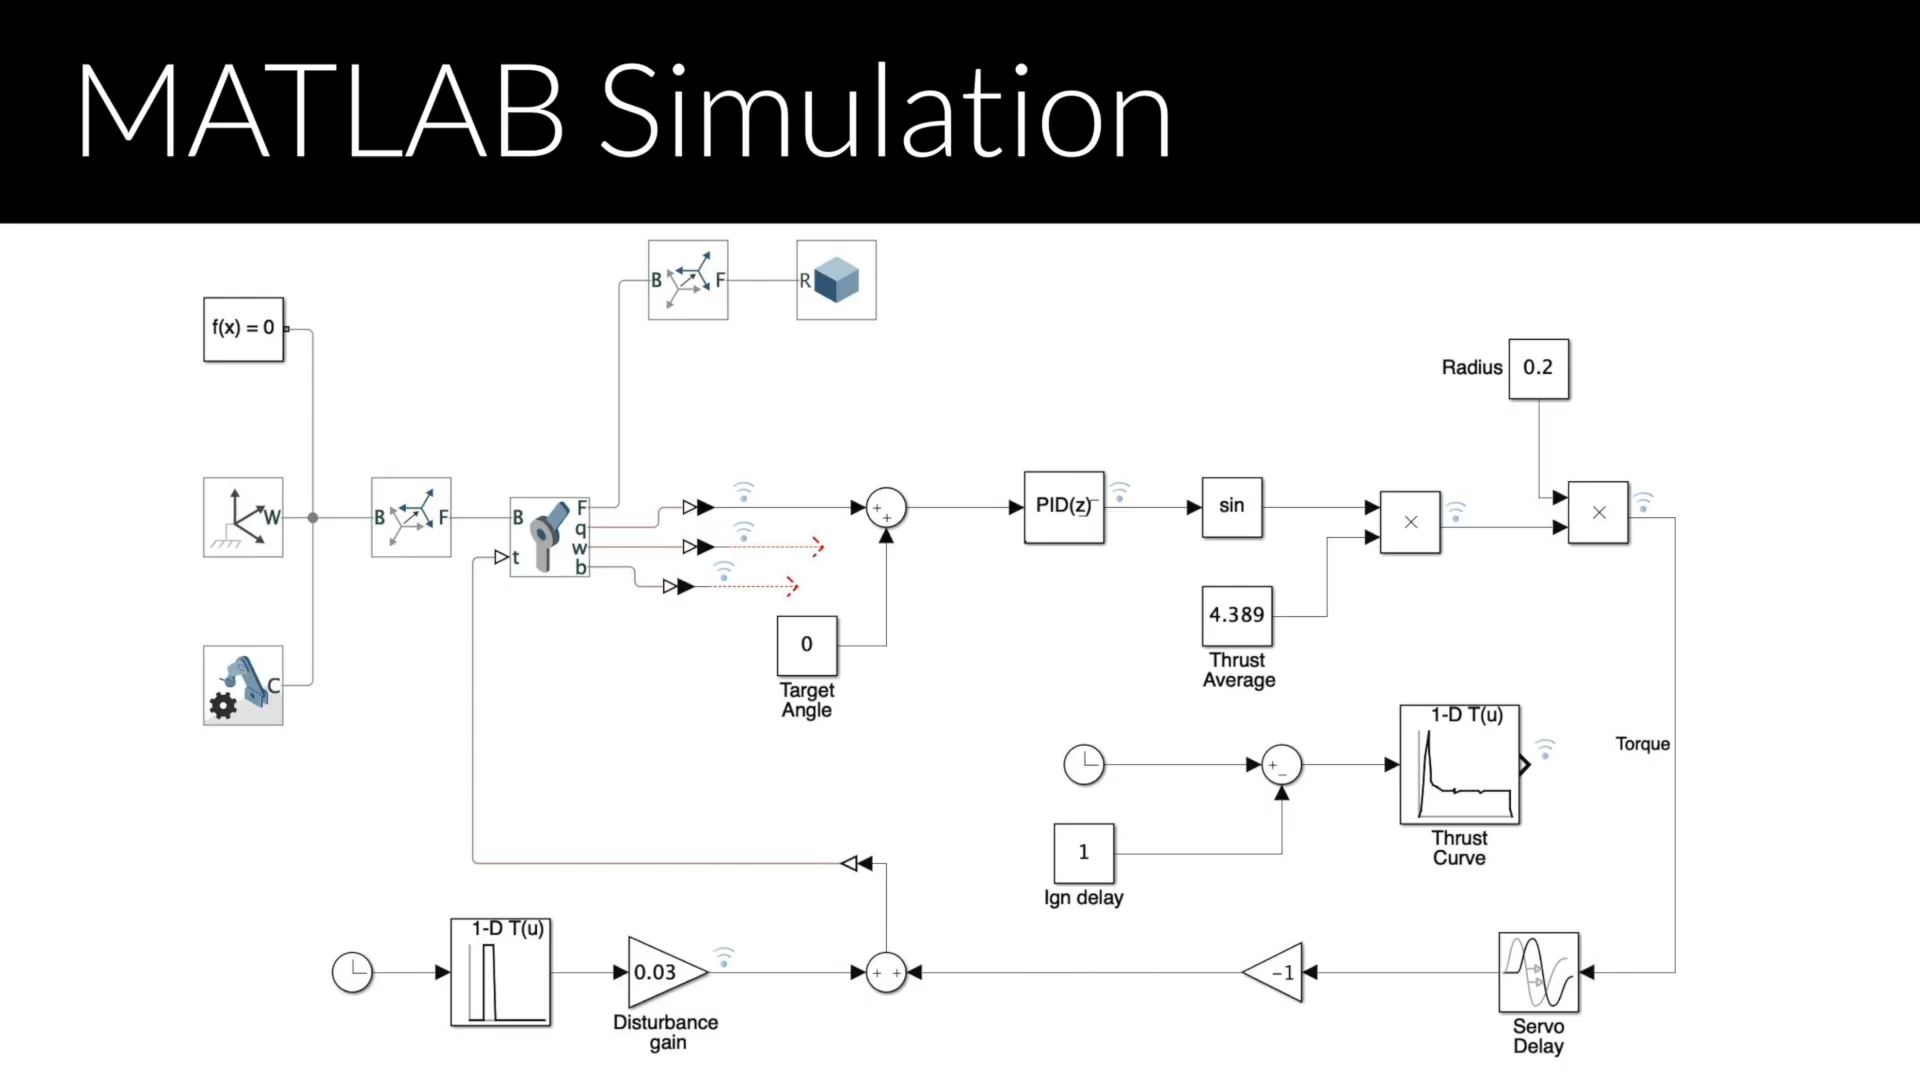 MATLAB Simulation
B F
R
f(x) = 0
Radius
0.2
W
B F
B
F
q
w
b
t
+
+
PID(z)
sin
×
×
C
0
Target
Angle
4.389
Thrust
Average
1-D T(u)
+
−
Torque
Thrust
Curve
1
Ign delay
1-D T(u)
0.03
Disturbance
gain
+ +
-1
Servo
Delay